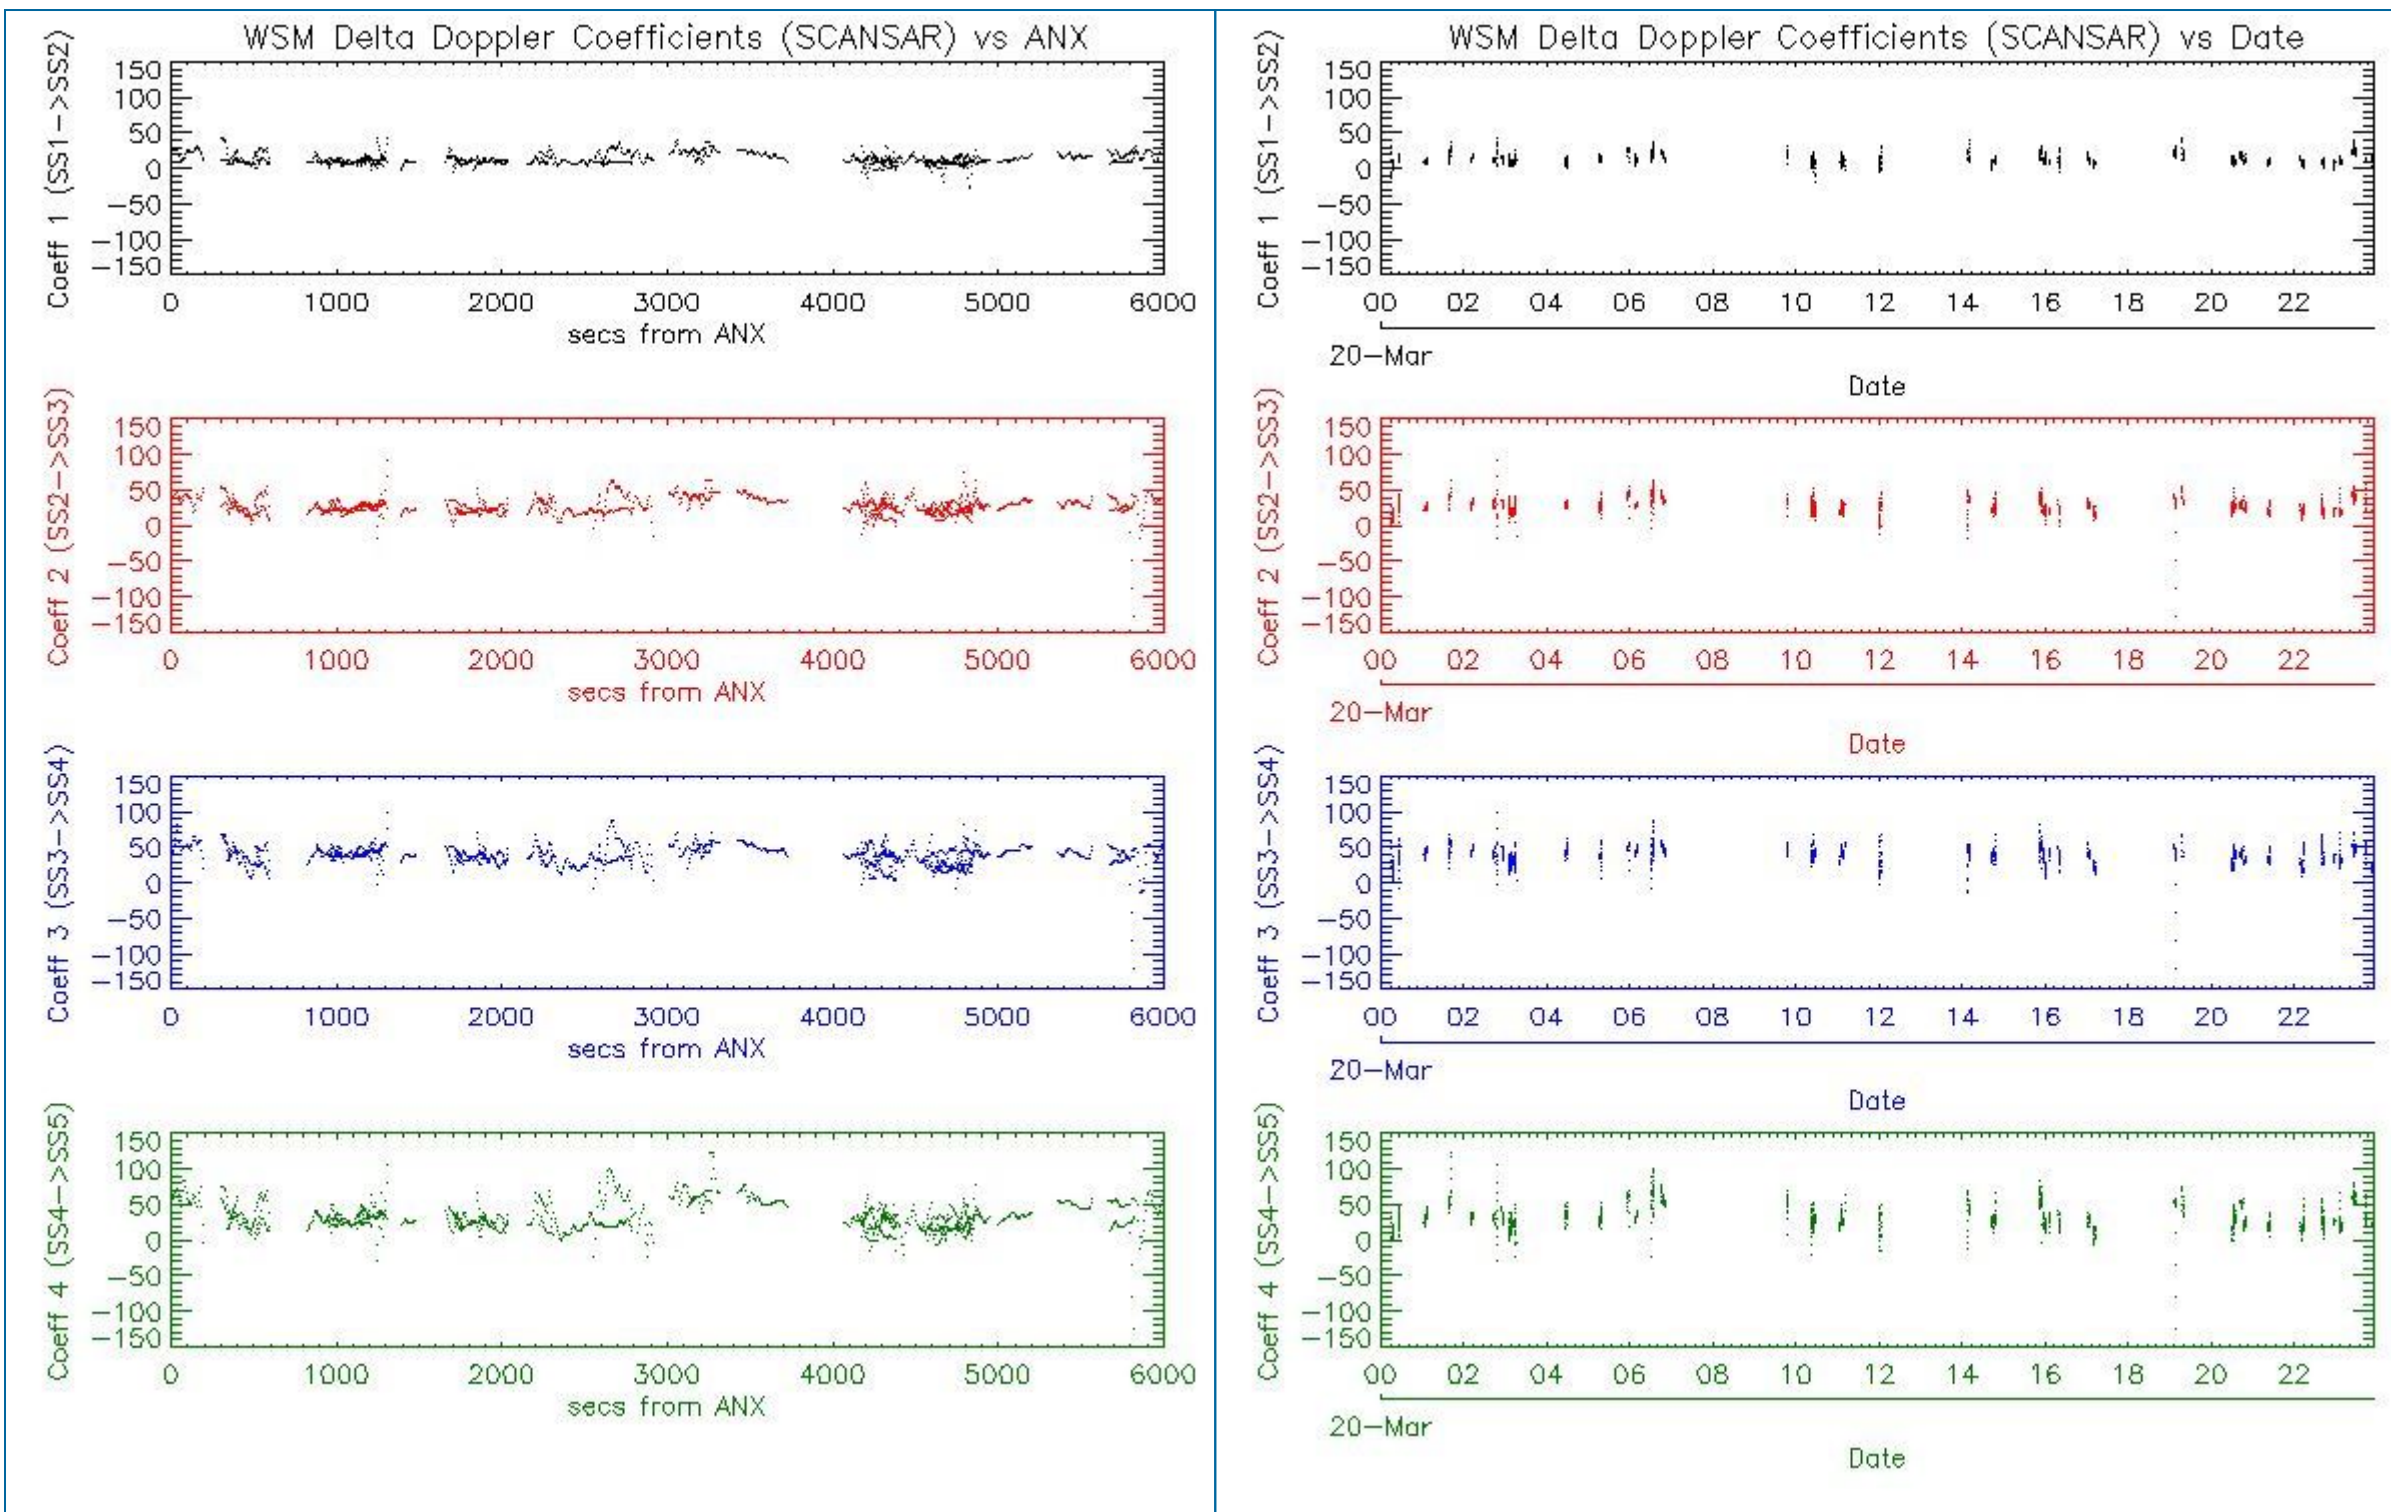 WSM Delta Doppler Coefficients (SCANSAR) vs ANX
Coeff 1 (SS1->SS2)
150
100
50
0
-50
-100
-150
0 1000 2000 3000 4000 5000 6000
secs from ANX
Coeff 2 (SS2->SS3)
150
100
50
0
-50
-100
-150
0 1000 2000 3000 4000 5000 6000
secs from ANX
Coeff 3 (SS3->SS4)
150
100
50
0
-50
-100
-150
0 1000 2000 3000 4000 5000 6000
secs from ANX
Coeff 4 (SS4->SS5)
150
100
50
0
-50
-100
-150
0 1000 2000 3000 4000 5000 6000
secs from ANX
WSM Delta Doppler Coefficients (SCANSAR) vs Date
Coeff 1 (SS1->SS2)
150
100
50
0
-50
-100
-150
00 02 04 06 08 10 12 14 16 18 20 22
20-Mar
Date
Coeff 2 (SS2->SS3)
150
100
50
0
-50
-100
-150
00 02 04 06 08 10 12 14 16 18 20 22
20-Mar
Date
Coeff 3 (SS3->SS4)
150
100
50
0
-50
-100
-150
00 02 04 06 08 10 12 14 16 18 20 22
20-Mar
Date
Coeff 4 (SS4->SS5)
150
100
50
0
-50
-100
-150
00 02 04 06 08 10 12 14 16 18 20 22
20-Mar
Date